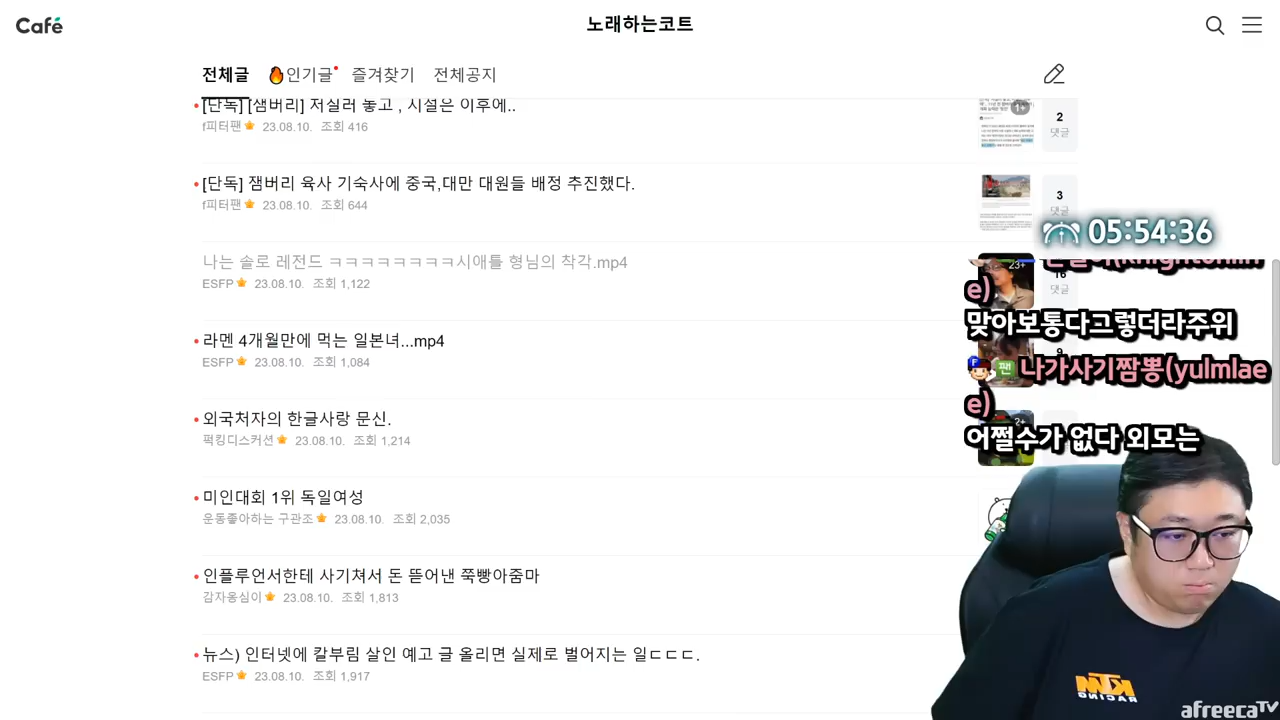 Café
노래하는코트
전체글
인기글
즐겨찾기
전체공지
[단독] [잼버리] 저질러 놓고 , 시설은 이후에..
f피터팬 23.08.10. 조회 416
1+
2
댓글
[단독] 잼버리 육사 기숙사에 중국,대만 대원들 배정 추진했다.
f피터팬 23.08.10. 조회 644
3
댓글
05:54:36
나는 솔로 레전드 ㅋㅋㅋㅋㅋㅋㅋㅋ시애틀 형님의 착각.mp4
ESFP 23.08.10. 조회 1,122
23+
16
댓글
e)
맞아보통다그렇더라주위
라멘 4개월만에 먹는 일본녀...mp4
ESFP 23.08.10. 조회 1,084
9
F 팬 나가사기짬뽕(yulmlae
e)
어쩔수가 없다 외모는
외국처자의 한글사랑 문신.
퍽킹디스커션 23.08.10. 조회 1,214
2+
미인대회 1위 독일여성
운동좋아하는 구관조 23.08.10. 조회 2,035
인플루언서한테 사기쳐서 돈 뜯어낸 쭉빵아줌마
감자옹심이 23.08.10. 조회 1,813
뉴스) 인터넷에 칼부림 살인 예고 글 올리면 실제로 벌어지는 일ㄷㄷㄷ.
ESFP 23.08.10. 조회 1,917
KTM
RACING
afreecaTV